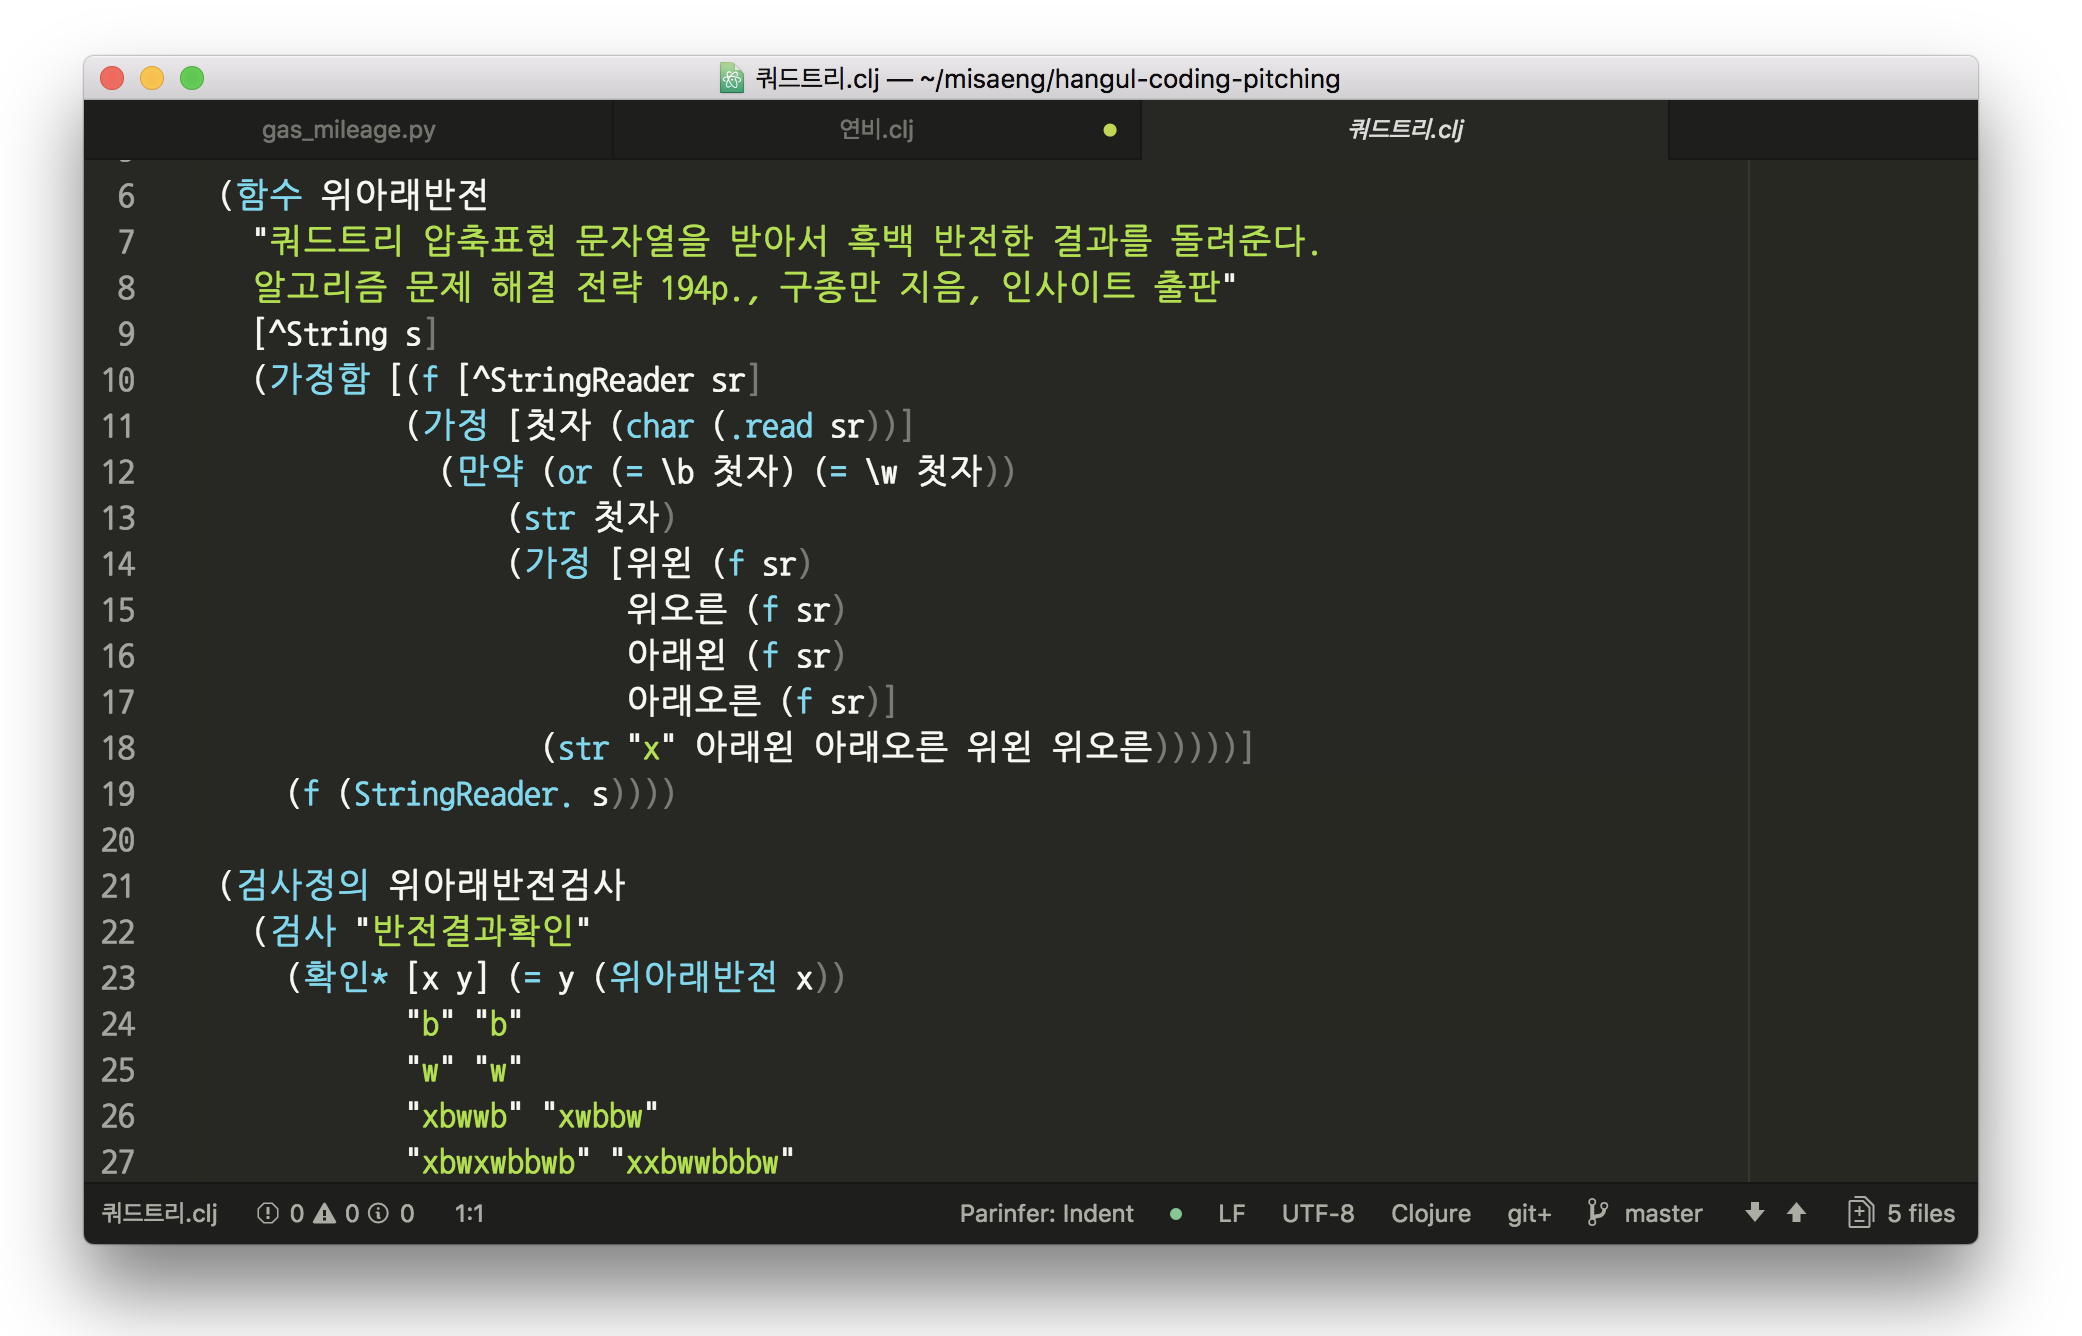 쿼드트리.clj — ~/misaeng/hangul-coding-pitching
gas_mileage.py 연비.clj 쿼드트리.clj
6 (함수 위아래반전
7 "쿼드트리 압축표현 문자열을 받아서 흑백 반전한 결과를 돌려준다.
8 알고리즘 문제 해결 전략 194p., 구종만 지음, 인사이트 출판"
9 [^String s]
10 (가정함 [(f [^StringReader sr]
11 (가정 [첫자 (char (.read sr))]
12 (만약 (or (= \b 첫자) (= \w 첫자))
13 (str 첫자)
14 (가정 [위왼 (f sr)
15 위오른 (f sr)
16 아래왼 (f sr)
17 아래오른 (f sr)]
18 (str "x" 아래왼 아래오른 위왼 위오른)))))]
19 (f (StringReader. s))))
20
21 (검사정의 위아래반전검사
22 (검사 "반전결과확인"
23 (확인* [x y] (= y (위아래반전 x))
24 "b" "b"
25 "w" "w"
26 "xbwwb" "xwbbw"
27 "xbwxwbbwb" "xxbwwbbbw"
쿼드트리.clj 0 0 0 1:1 Parinfer: Indent LF UTF-8 Clojure git+ master 5 files